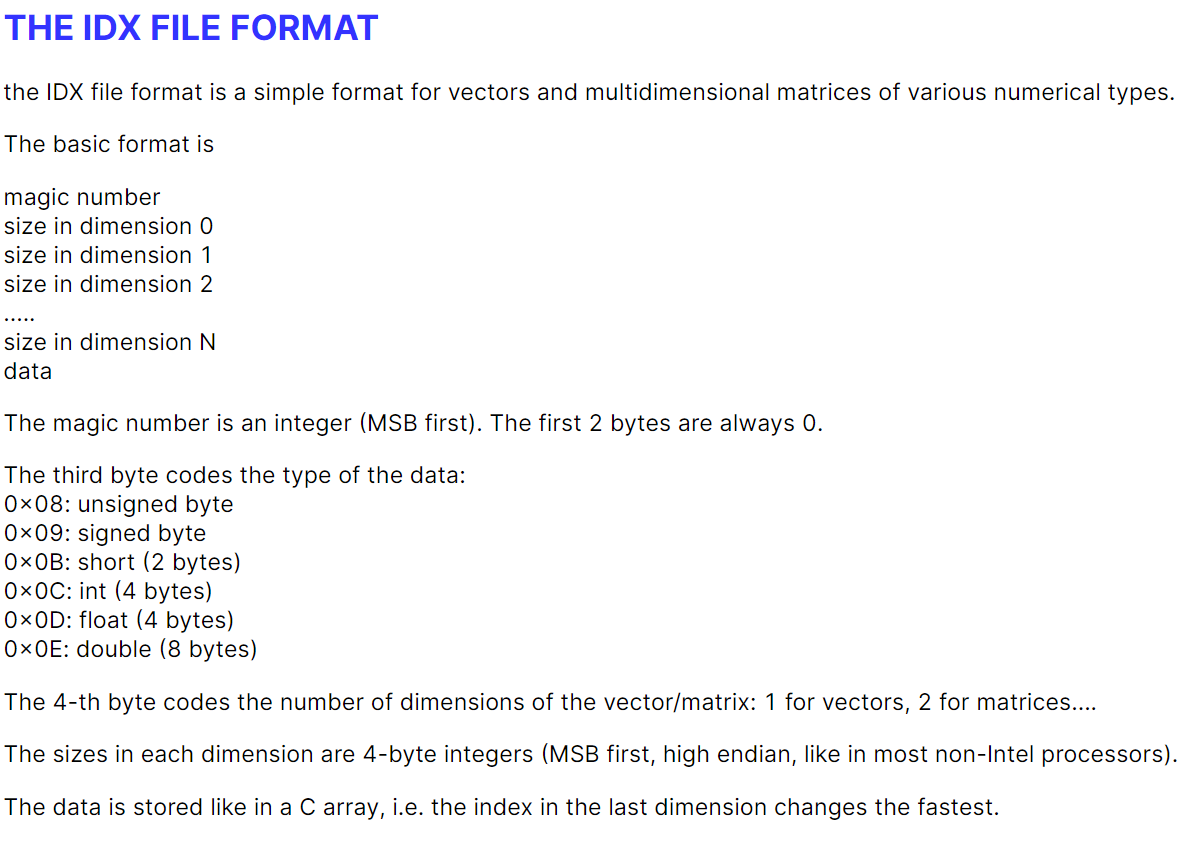 THE IDX FILE FORMAT
the IDX file format is a simple format for vectors and multidimensional matrices of various numerical types.
The basic format is
magic number
size in dimension 0
size in dimension 1
size in dimension 2
.....
size in dimension N
data
The magic number is an integer (MSB first). The first 2 bytes are always 0.
The third byte codes the type of the data:
0×08: unsigned byte
0×09: signed byte
0×0B: short (2 bytes)
0×0C: int (4 bytes)
0×0D: float (4 bytes)
0×0E: double (8 bytes)
The 4-th byte codes the number of dimensions of the vector/matrix: 1 for vectors, 2 for matrices....
The sizes in each dimension are 4-byte integers (MSB first, high endian, like in most non-Intel processors).
The data is stored like in a C array, i.e. the index in the last dimension changes the fastest.